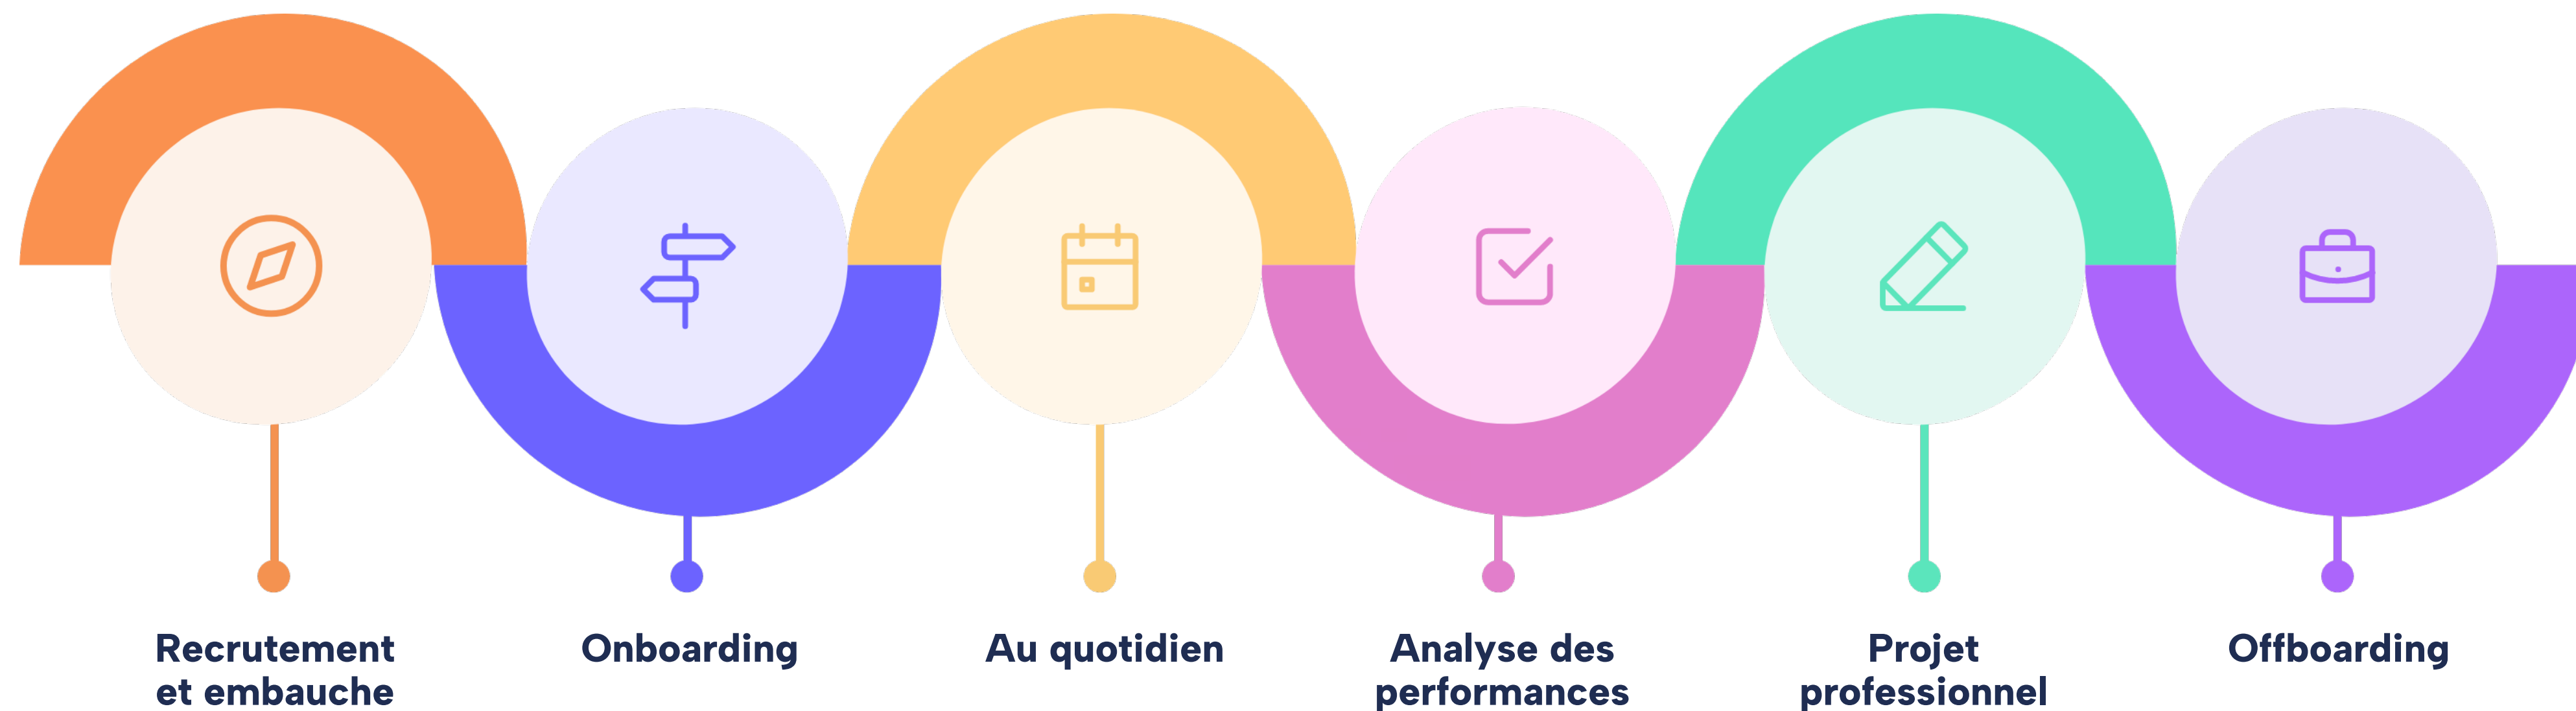 Recrutement
et embauche
Onboarding
Au quotidien
Analyse des
performances
Projet
professionnel
Offboarding